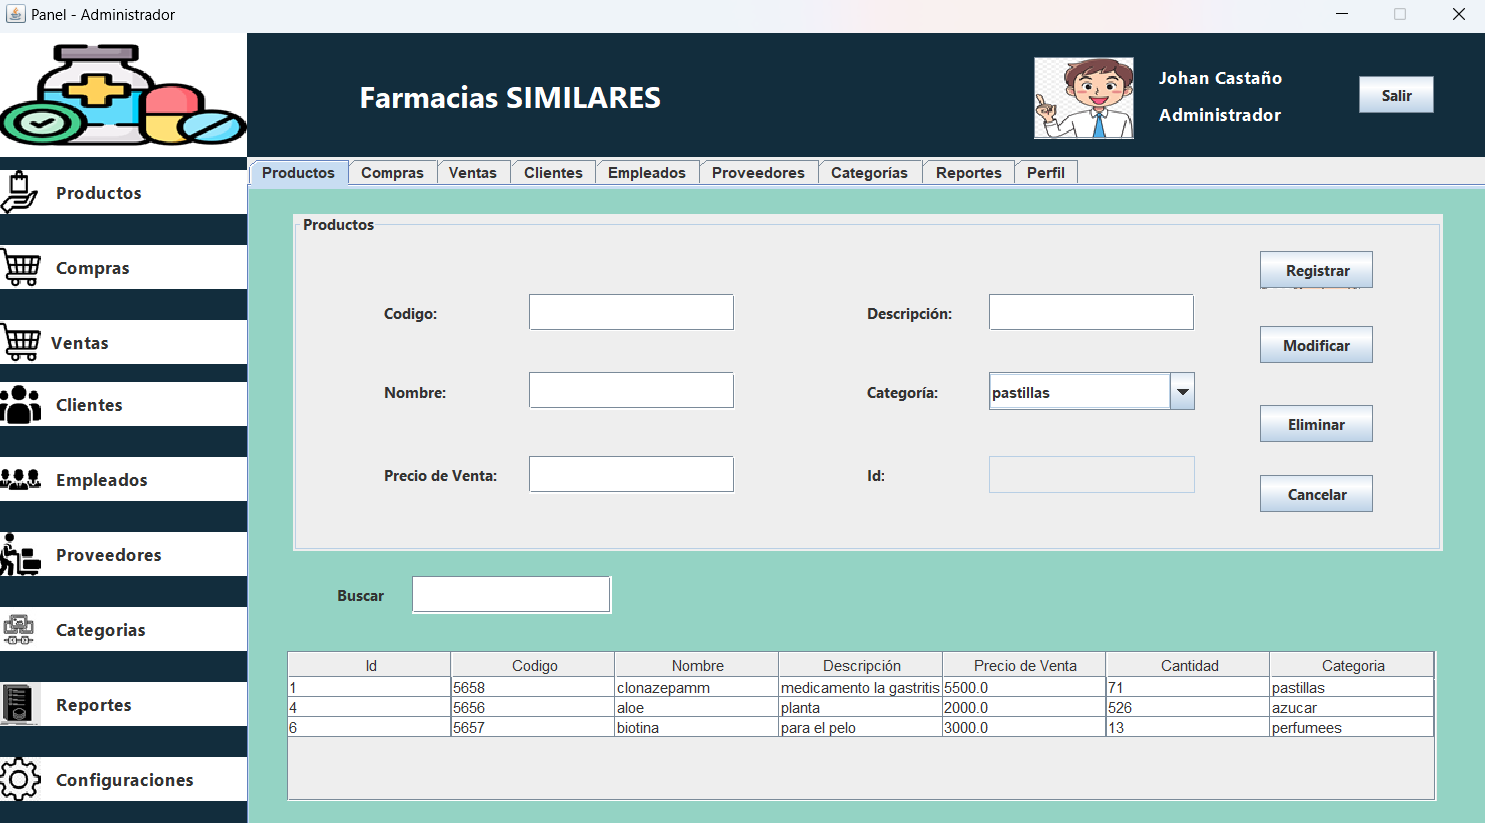 Panel - Administrador
Farmacias SIMILARES
Johan Castaño
Administrador
Salir
Productos
Compras
Ventas
Clientes
Empleados
Proveedores
Categorias
Reportes
Configuraciones
Productos Compras Ventas Clientes Empleados Proveedores Categorías Reportes Perfil
Productos
Codigo:
Descripción:
Nombre:
Categoría:
pastillas
Precio de Venta:
Id:
Registrar
Modificar
Eliminar
Cancelar
Buscar
Id Codigo Nombre Descripción Precio de Venta Cantidad Categoria
1 5658 clonazepamm medicamento la gastritis 5500.0 71 pastillas
4 5656 aloe planta 2000.0 526 azucar
6 5657 biotina para el pelo 3000.0 13 perfumees